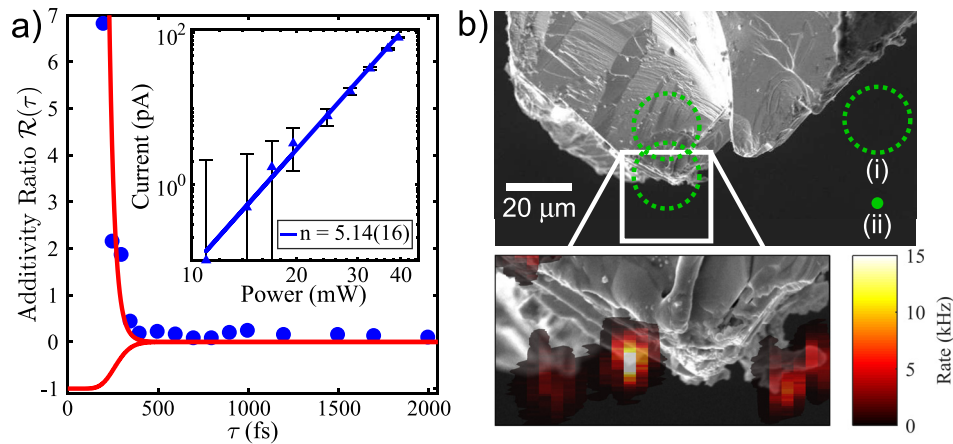 a)
Additivity Ratio R(τ)
7
6
5
4
3
2
1
0
-1
0
500
1000
1500
2000
τ (fs)
Current (pA)
10²
10⁰
10
20
30
40
Power (mW)
n = 5.14(16)
b)
20 μm
(i)
(ii)
15
10
5
0
Rate (kHz)